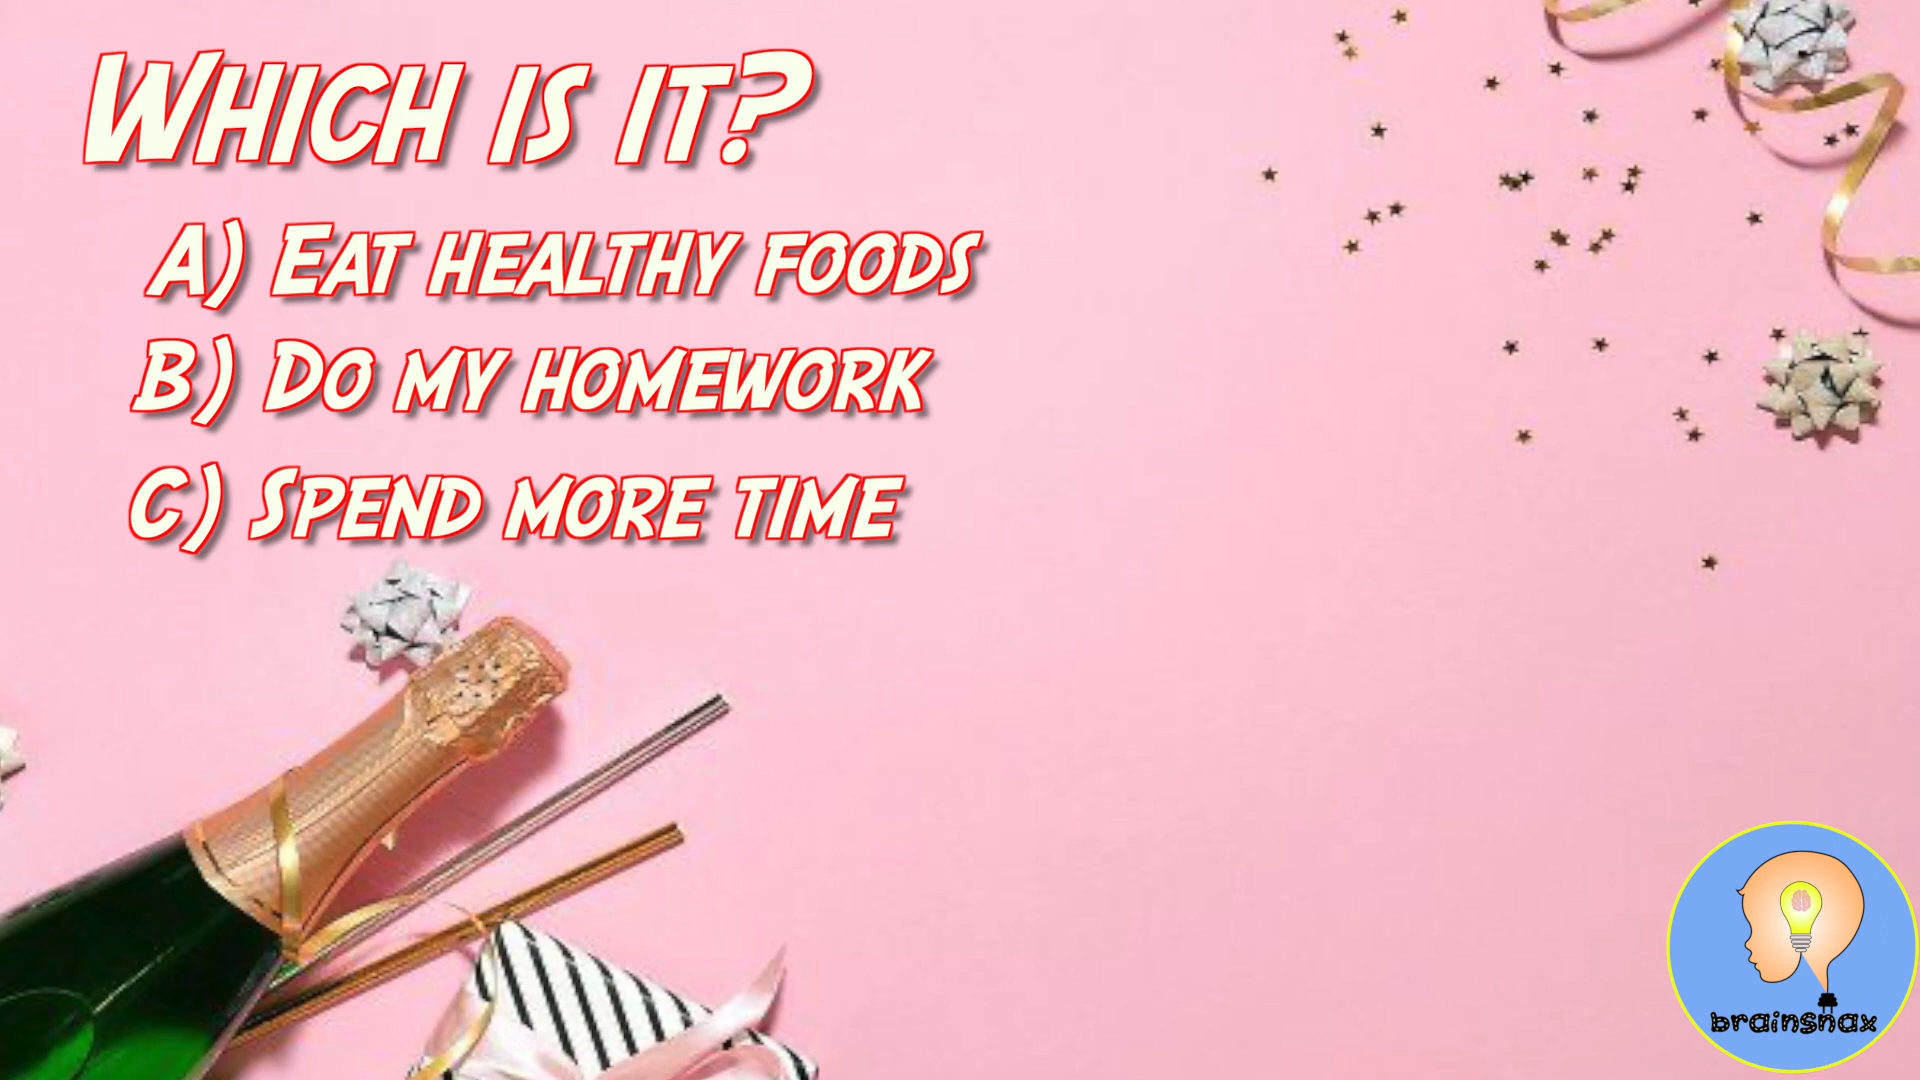 Which is it?
A) Eat healthy foods
B) Do my homework
C) Spend more time
brainsnax